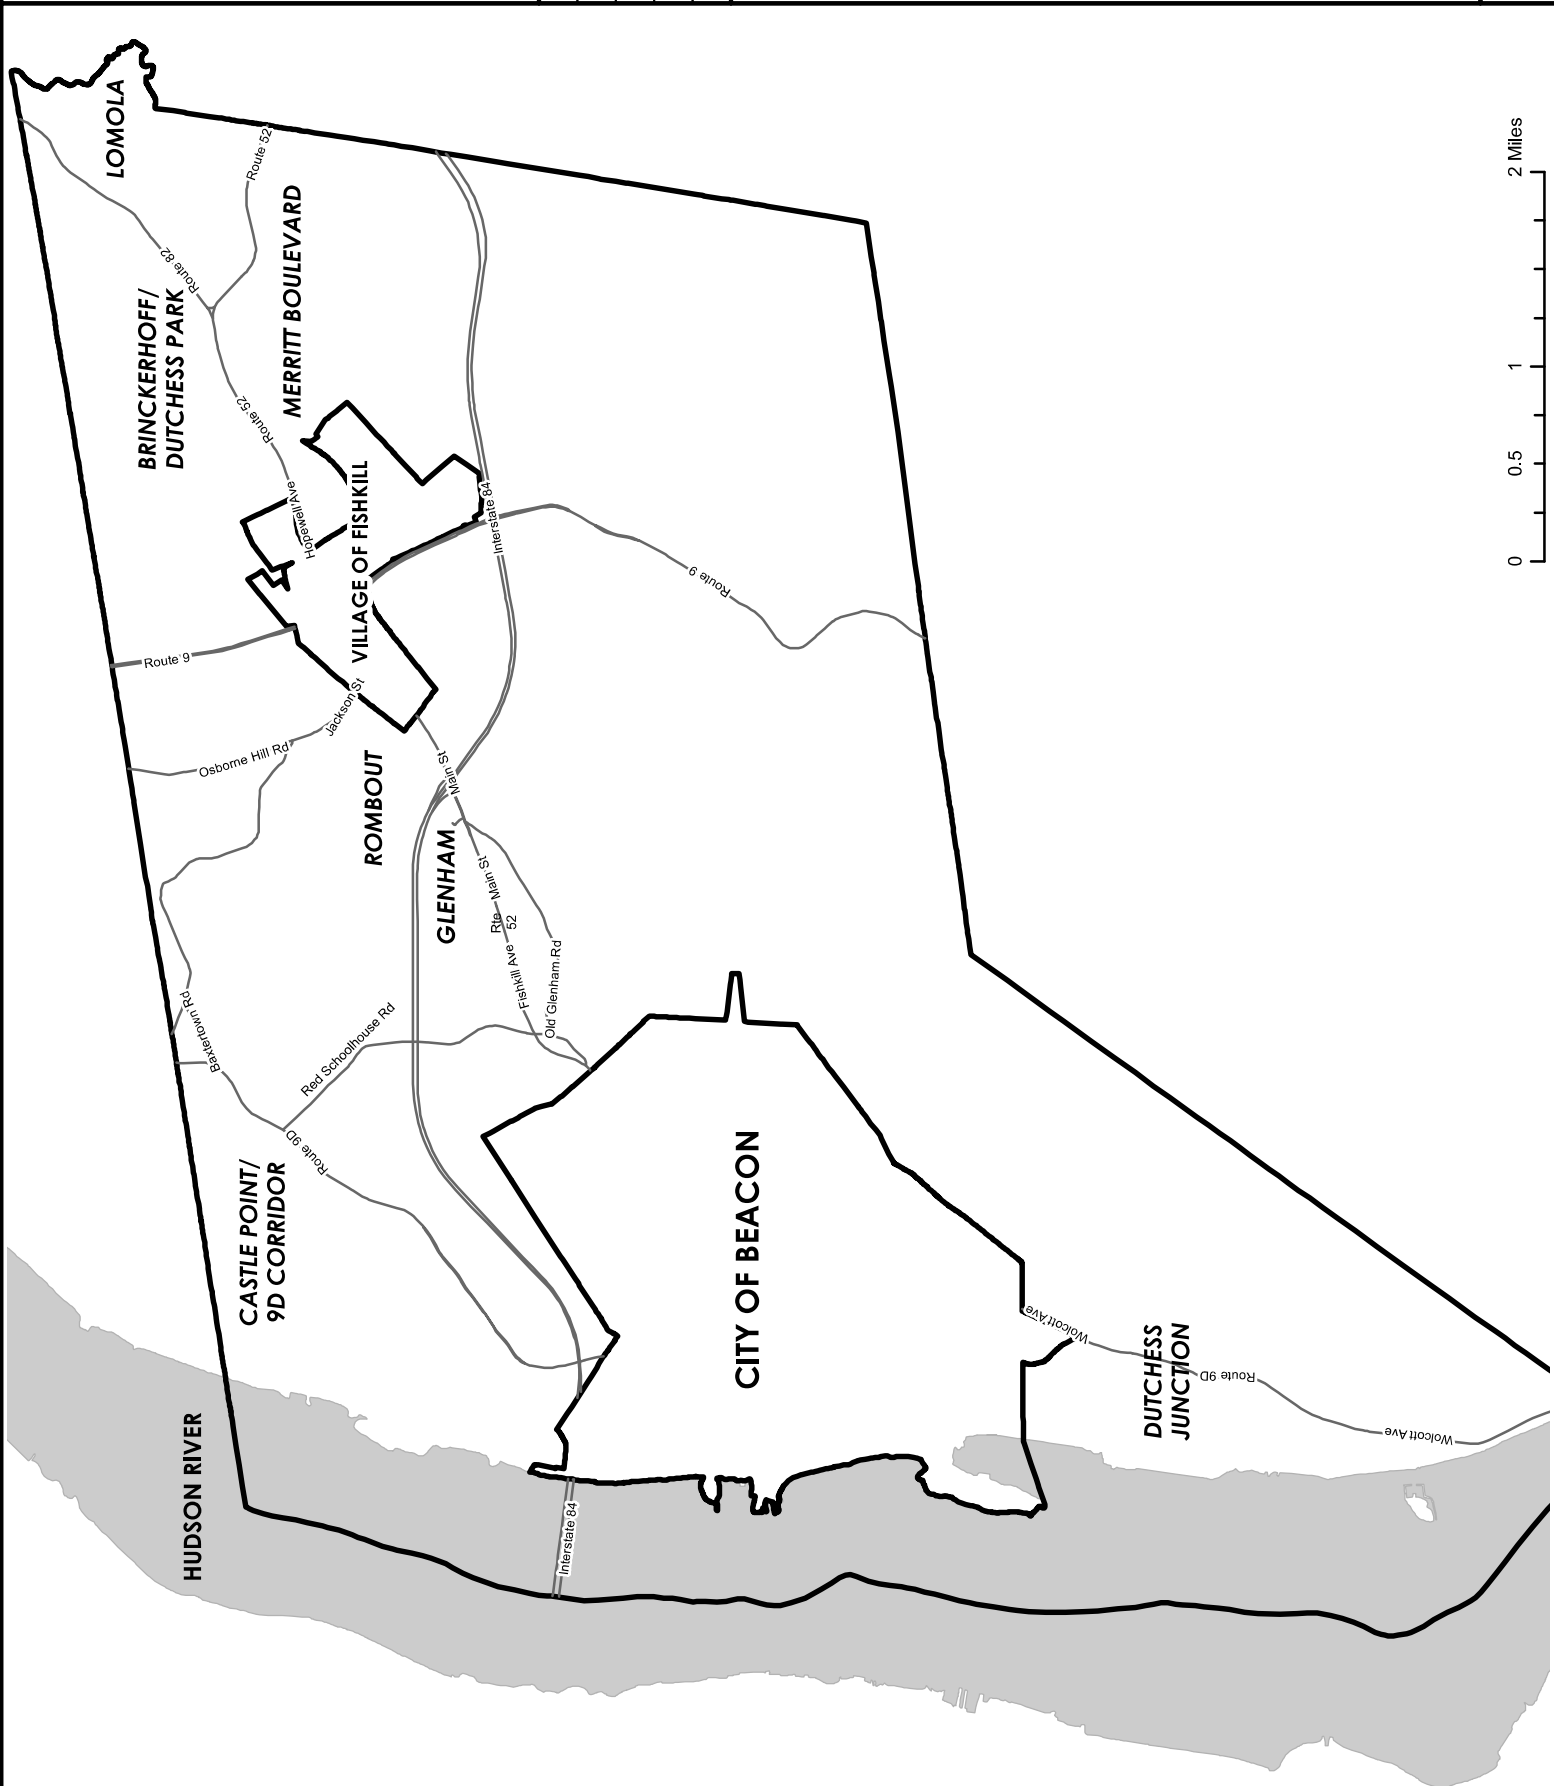 LOMOLA
Route 52
Route 82
MERRITT BOULEVARD
BRINCKERHOFF/
DUTCHESS PARK
Route 52
Hopewell Ave
VILLAGE OF FISHKILL
Interstate 84
Route 9
Route 9
Jackson St
Osborne Hill Rd
ROMBOUT
Main St
GLENHAM
Main St
Rte
52
Fishkill Ave
Old Glenham Rd
Baxtertown Rd
Red Schoolhouse Rd
Route 9D
CASTLE POINT/
9D CORRIDOR
CITY OF BEACON
HUDSON RIVER
Interstate 84
Wolcott Ave
DUTCHESS
JUNCTION
Route 9D
Wolcott Ave
0 0.5 1 2 Miles